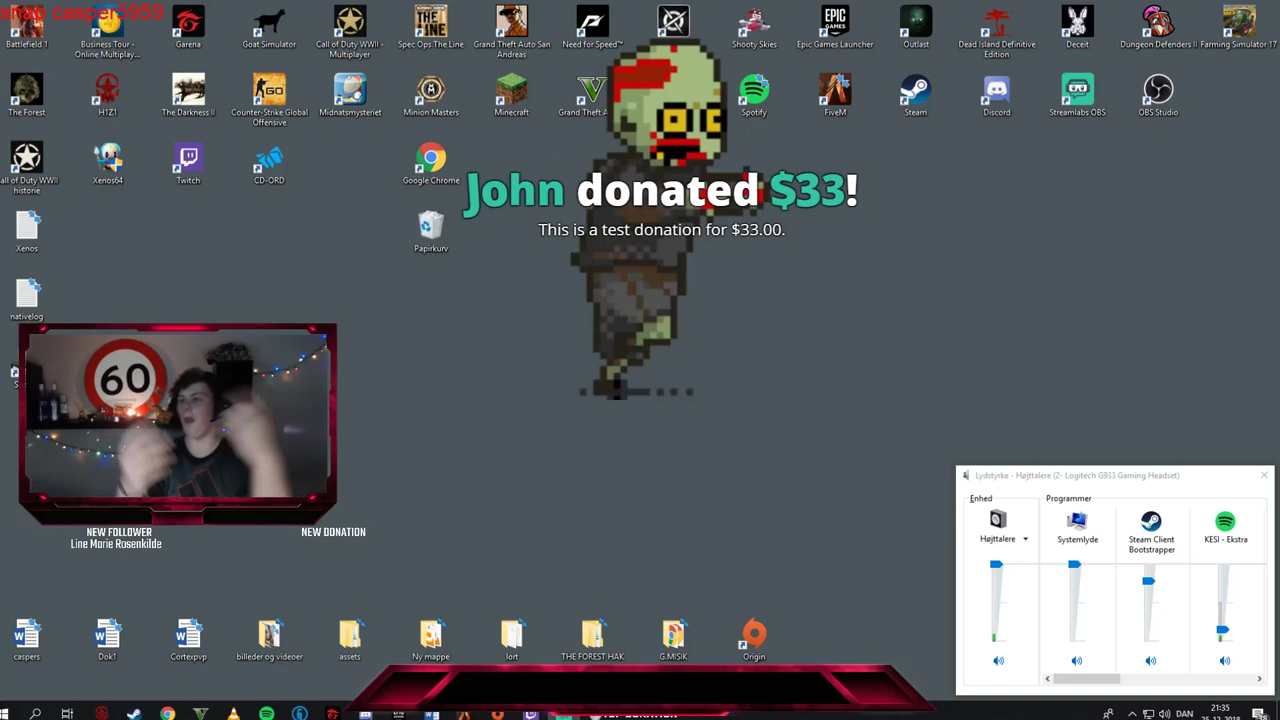 snap casper5959
Battlefield 1
Business Tour -
Online Multiplay...
Garena
Goat Simulator
Call of Duty WWII -
Multiplayer
Spec Ops The Line
Grand Theft Auto San
Andreas
Need for Speed™
Shooty Skies
Epic Games Launcher
Outlast
Dead Island Definitive
Edition
Deceit
Dungeon Defenders II
Farming Simulator 17
The Forest
H1Z1
The Darkness II
Counter-Strike Global
Offensive
Midnatsmysteriet
Minion Masters
Minecraft
Grand Theft A
Spotify
FiveM
Steam
Discord
Streamlabs OBS
OBS Studio
all of Duty WWII
historie
Xenos64
Twitch
CD-ORD
Google Chrome
John donated $33!
This is a test donation for $33.00.
Xenos
Papirkurv
nativelog
60
NEW FOLLOWER
Line Marie Rosenkilde
NEW DONATION
Lydstyrke - Højttalere (2- Logitech G933 Gaming Headset)
Enhed
Programmer
Højttalere
Systemlyde
Steam Client
Bootstrapper
KESI - Ekstra
caspers
Dok1
Cortexpvp
billeder og videoer
assets
Ny mappe
lort
THE FOREST HAK
G.MISIK
Origin
DAN
21:35
25-12-2018